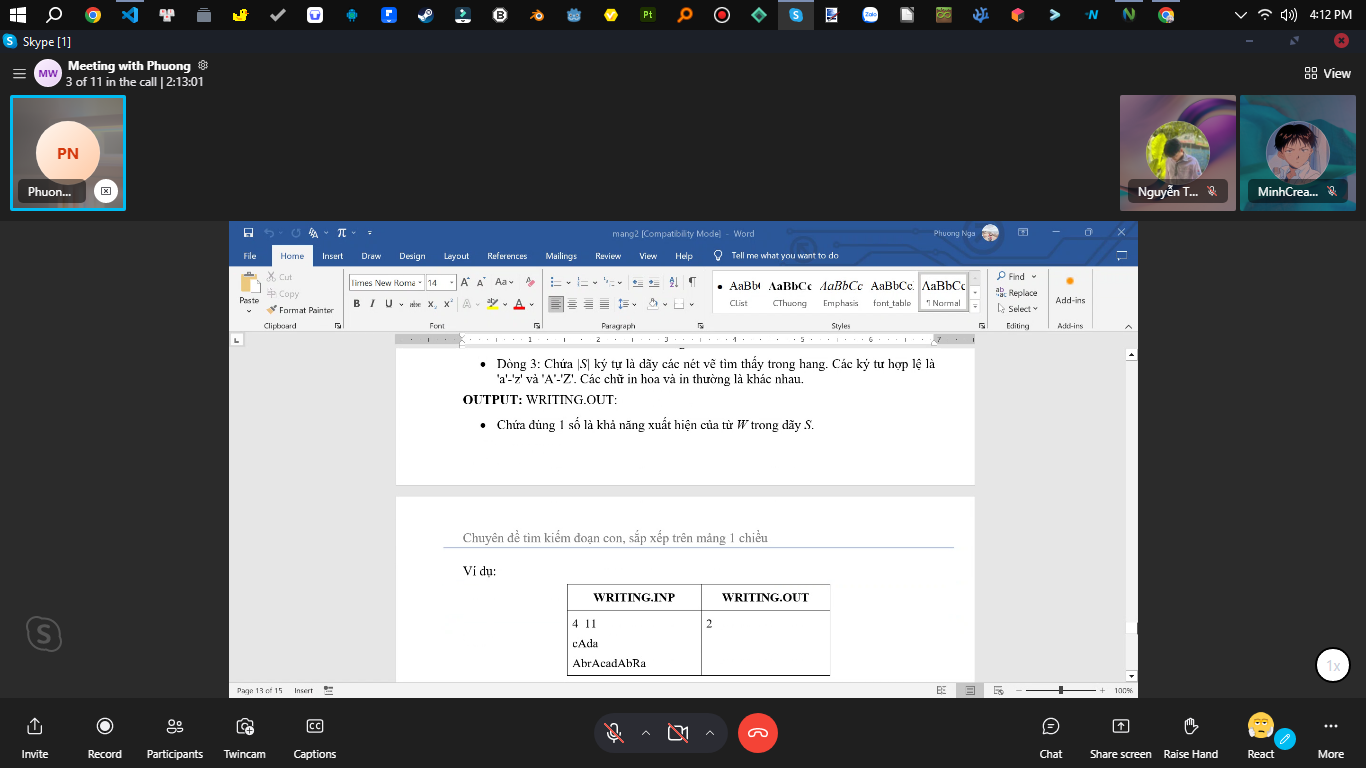 4:12 PM
Skype [1]
MW
Meeting with Phuong
3 of 11 in the call | 2:13:01
View
PN
Phuon...
Nguyễn T...
MinhCrea...
mang2 [Compatibility Mode] - Word
Phuong Nga
File Home Insert Draw Design Layout References Mailings Review View Help Tell me what you want to do
Paste
Cut
Copy
Format Painter
Clipboard
Times New Roma
14
Font
Paragraph
AaBb( AaBbCc AaBbCc AaBbCc. AaBbCc
CList CThuong Emphasis font_table ¶ Normal
Styles
Find
Replace
Select
Editing
Add-ins
Add-ins
1 2 3 4 5 6 7
• Dòng 3: Chứa |S| ký tự là dãy các nét vẽ tìm thấy trong hang. Các ký tư hợp lệ là
'a'-'z' và 'A'-'Z'. Các chữ in hoa và in thường là khác nhau.
OUTPUT: WRITING.OUT:
• Chứa đúng 1 số là khả năng xuất hiện của từ W trong dãy S.
Chuyên đề tìm kiếm đoạn con, sắp xếp trên mảng 1 chiều
Ví dụ:
WRITING.INP WRITING.OUT
4 11 2
cAda
AbrAcadAbRa
1x
Page 13 of 15 Insert
100%
Invite Record Participants Twincam Captions Chat Share screen Raise Hand React More